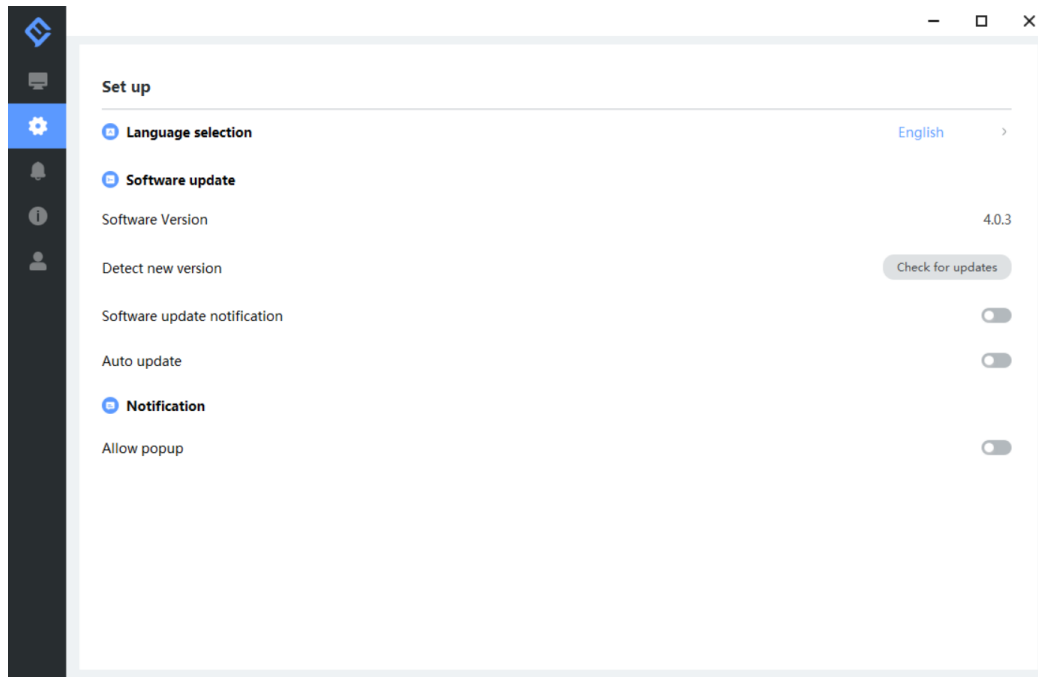 Set up
Language selection English
Software update
Software Version 4.0.3
Detect new version Check for updates
Software update notification
Auto update
Notification
Allow popup